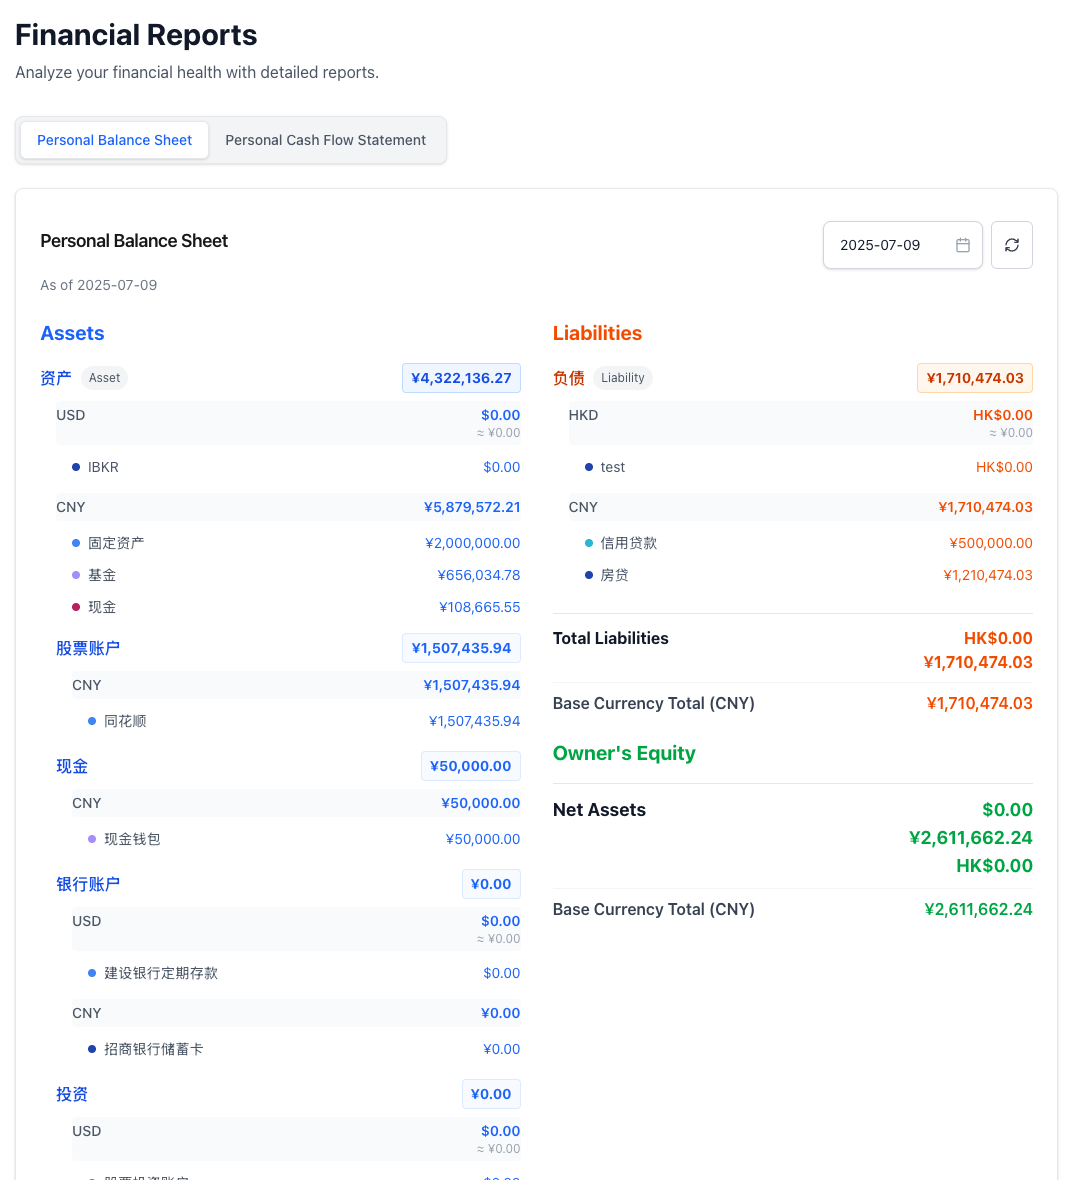 Financial Reports
Analyze your financial health with detailed reports.
Personal Balance Sheet
Personal Cash Flow Statement
Personal Balance Sheet
2025-07-09
As of 2025-07-09
Assets
资产 Asset ¥4,322,136.27
USD $0.00
≈ ¥0.00
IBKR $0.00
CNY ¥5,879,572.21
固定资产 ¥2,000,000.00
基金 ¥656,034.78
现金 ¥108,665.55
股票账户 ¥1,507,435.94
CNY ¥1,507,435.94
同花顺 ¥1,507,435.94
现金 ¥50,000.00
CNY ¥50,000.00
现金钱包 ¥50,000.00
银行账户 ¥0.00
USD $0.00
≈ ¥0.00
建设银行定期存款 $0.00
CNY ¥0.00
招商银行储蓄卡 ¥0.00
投资 ¥0.00
USD $0.00
≈ ¥0.00
Liabilities
负债 Liability ¥1,710,474.03
HKD HK$0.00
≈ ¥0.00
test HK$0.00
CNY ¥1,710,474.03
信用贷款 ¥500,000.00
房贷 ¥1,210,474.03
Total Liabilities HK$0.00
¥1,710,474.03
Base Currency Total (CNY) ¥1,710,474.03
Owner's Equity
Net Assets $0.00
¥2,611,662.24
HK$0.00
Base Currency Total (CNY) ¥2,611,662.24